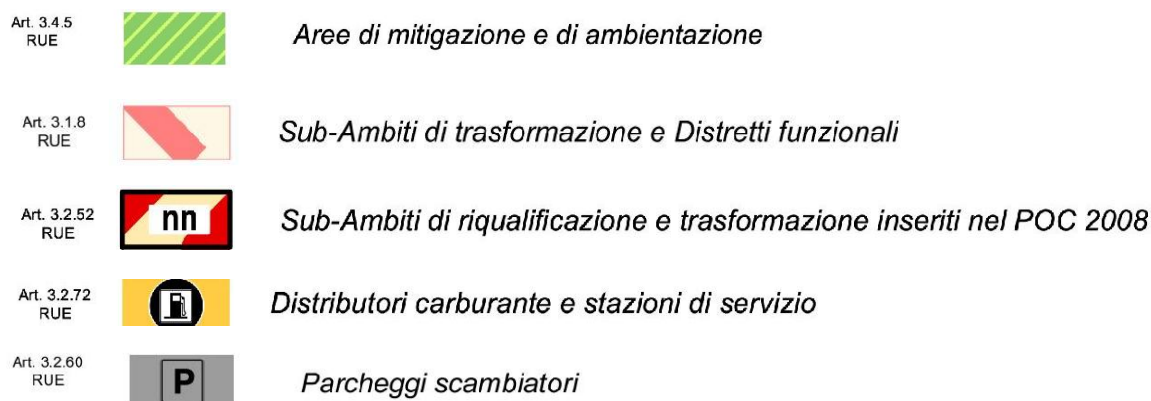 Art. 3.4.5
RUE
Aree di mitigazione e di ambientazione
Art. 3.1.8
RUE
Sub-Ambiti di trasformazione e Distretti funzionali
Art. 3.2.52
RUE
nn
Sub-Ambiti di riqualificazione e trasformazione inseriti nel POC 2008
Art. 3.2.72
RUE
Distributori carburante e stazioni di servizio
Art. 3.2.60
RUE
P
Parcheggi scambiatori